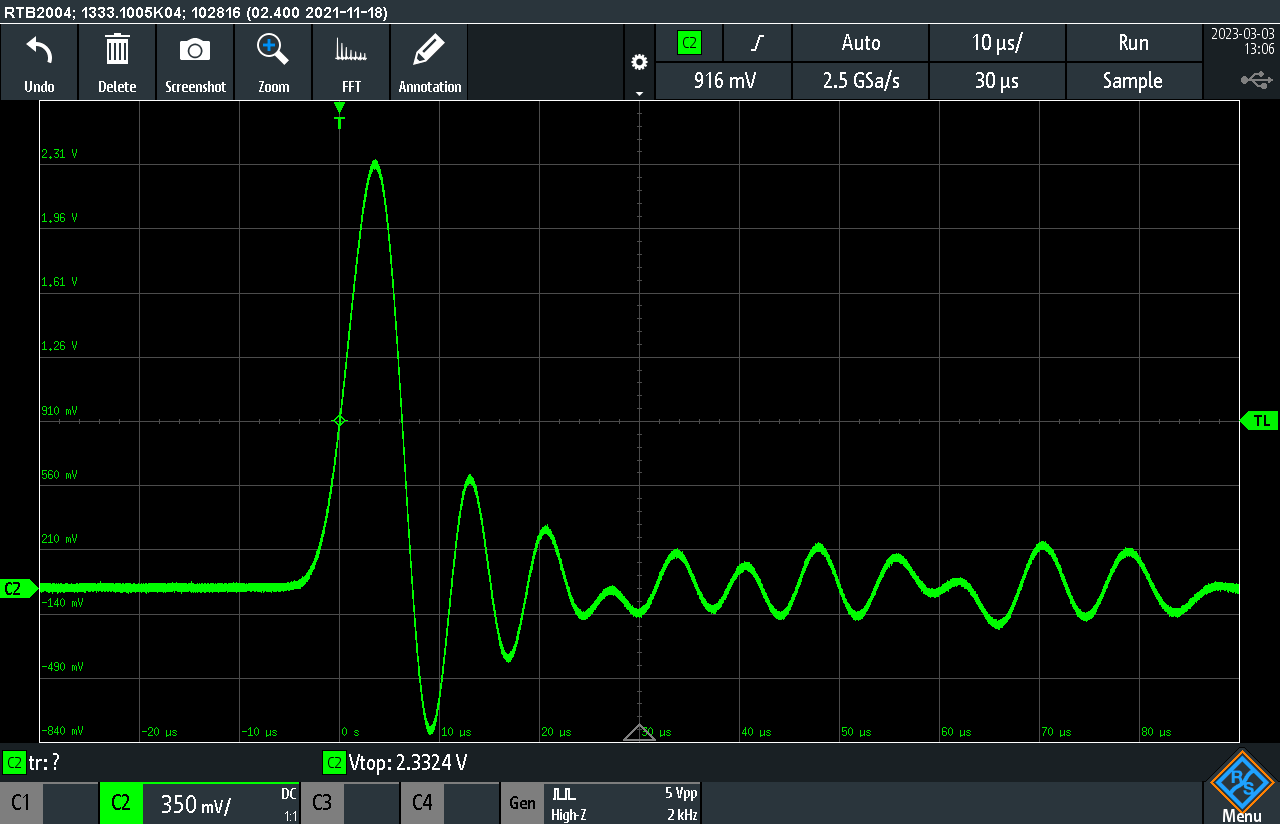 RTB2004; 1333.1005K04; 102816 (02.400 2021-11-18)
Undo
Delete
Screenshot
Zoom
FFT
Annotation
C2
Auto
10 µs/
Run
916 mV
2.5 GSa/s
30 µs
Sample
2023-03-03
13:06
T
2,31 V
1,96 V
1,61 V
1,26 V
910 mV
TL
560 mV
210 mV
C2
-140 mV
-490 mV
-840 mV
-20 µs
-10 µs
0 s
10 µs
20 µs
30 µs
40 µs
50 µs
60 µs
70 µs
80 µs
C2 tr: ?
C2 Vtop: 2.3324 V
C1
C2
350 mV/
DC
1:1
C3
C4
Gen
High-Z
5 Vpp
2 kHz
R S
Menu